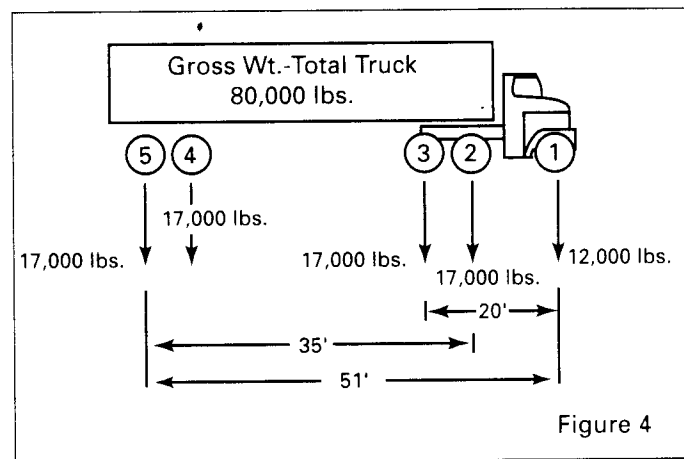 Gross Wt.-Total Truck
80,000 lbs.
5
4
3
2
1
17,000 lbs.
17,000 lbs.
17,000 lbs.
17,000 lbs.
12,000 lbs.
20'
35'
51'
Figure 4